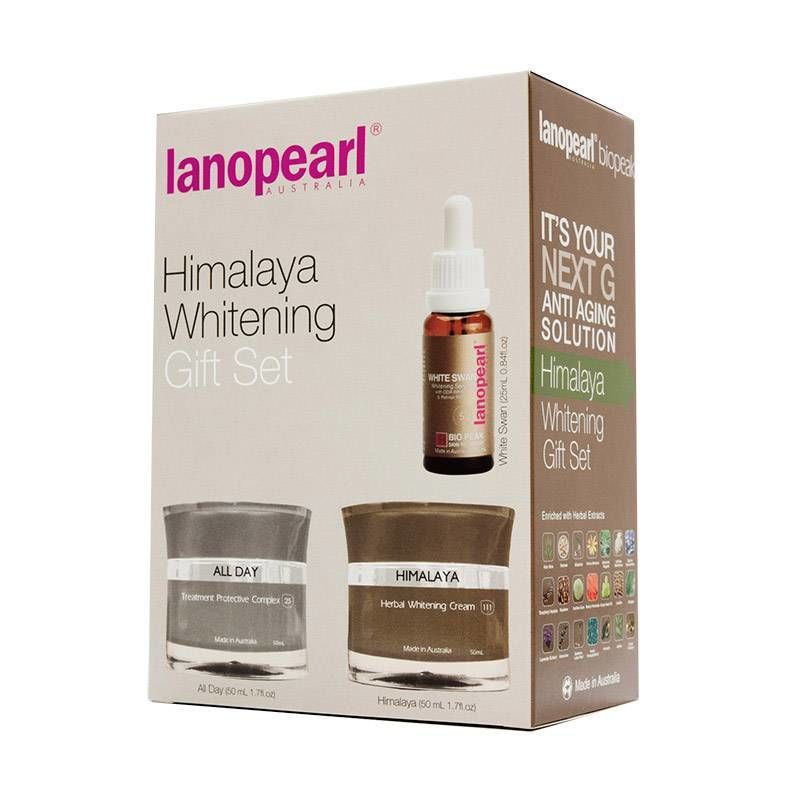 lanopearl®
AUSTRALIA
Himalaya
Whitening
Gift Set
WHITE SWAN
Whitening
lanopearl
BIO PEAK
Made in Australia
White Swan (25mL 0.84fl.oz)
ALL DAY
Treatment Protective Complex 25
Made in Australia 50mL
All Day (50 mL 1.7fl.oz)
HIMALAYA
Herbal Whitening Cream 111
Made in Australia 50mL
Himalaya (50 mL 1.7fl.oz)
lanopearl® biopeak
AUSTRALIA
IT'S YOUR
NEXT G
ANTI AGING
SOLUTION
Himalaya
Whitening
Gift Set
Enriched with Herbal Extracts
Made in Australia